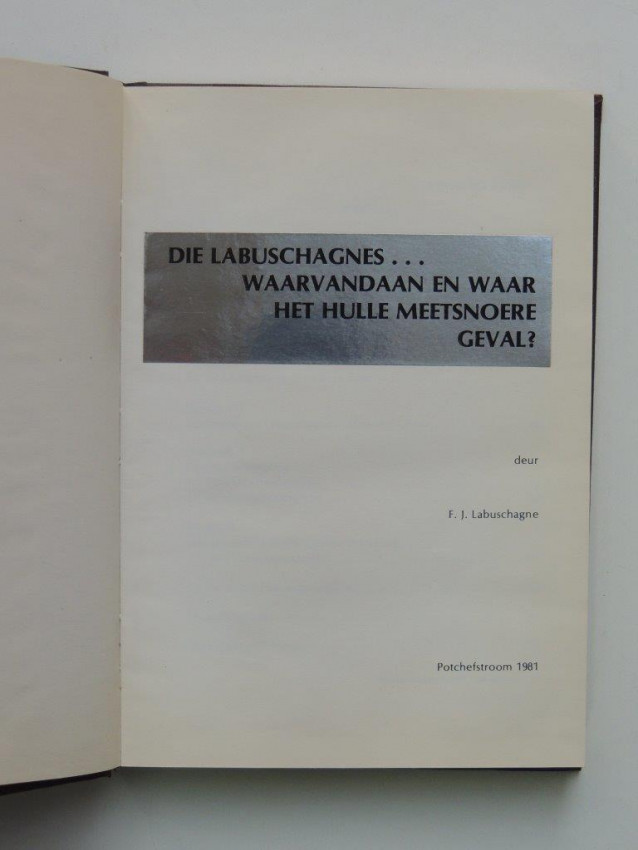 DIE LABUSCHAGNES . . .
WAARVANDAAN EN WAAR
HET HULLE MEETSNOERE
GEVAL?
deur
F. J. Labuschagne
Potchefstroom 1981